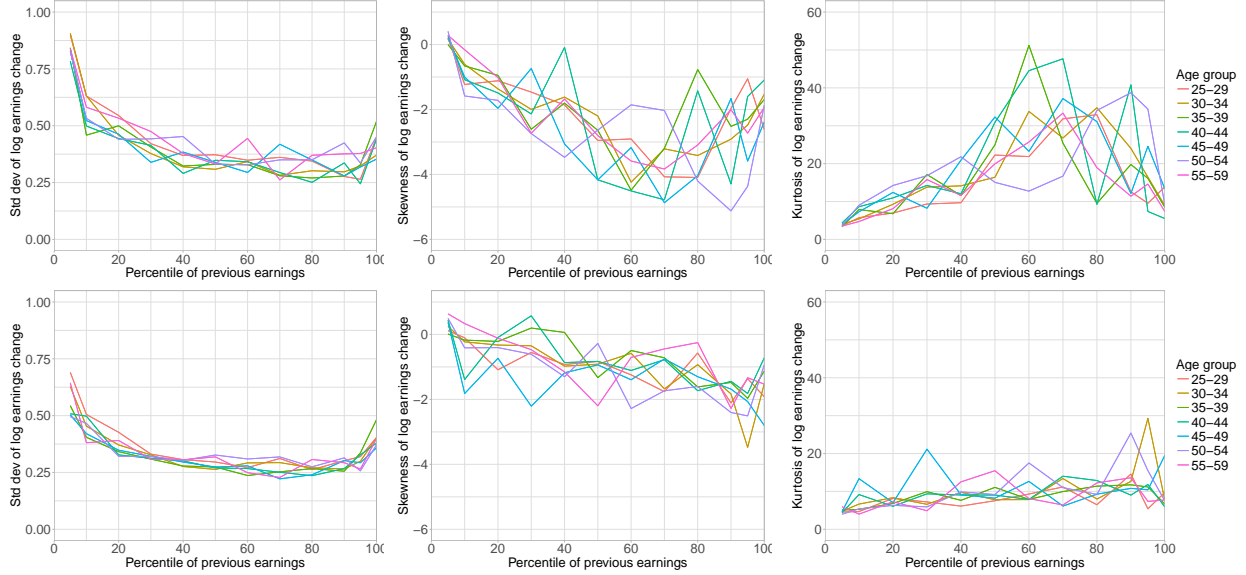 Std dev of log earnings change
1.00
0.75
0.50
0.25
0.00
0 20 40 60 80 100
Percentile of previous earnings
Skewness of log earnings change
0
−2
−4
−6
0 20 40 60 80 100
Percentile of previous earnings
Kurtosis of log earnings change
60
40
20
0
0 20 40 60 80 100
Percentile of previous earnings
Age group
25−29
30−34
35−39
40−44
45−49
50−54
55−59
Std dev of log earnings change
1.00
0.75
0.50
0.25
0.00
0 20 40 60 80 100
Percentile of previous earnings
Skewness of log earnings change
0
−2
−4
−6
0 20 40 60 80 100
Percentile of previous earnings
Kurtosis of log earnings change
60
40
20
0
0 20 40 60 80 100
Percentile of previous earnings
Age group
25−29
30−34
35−39
40−44
45−49
50−54
55−59